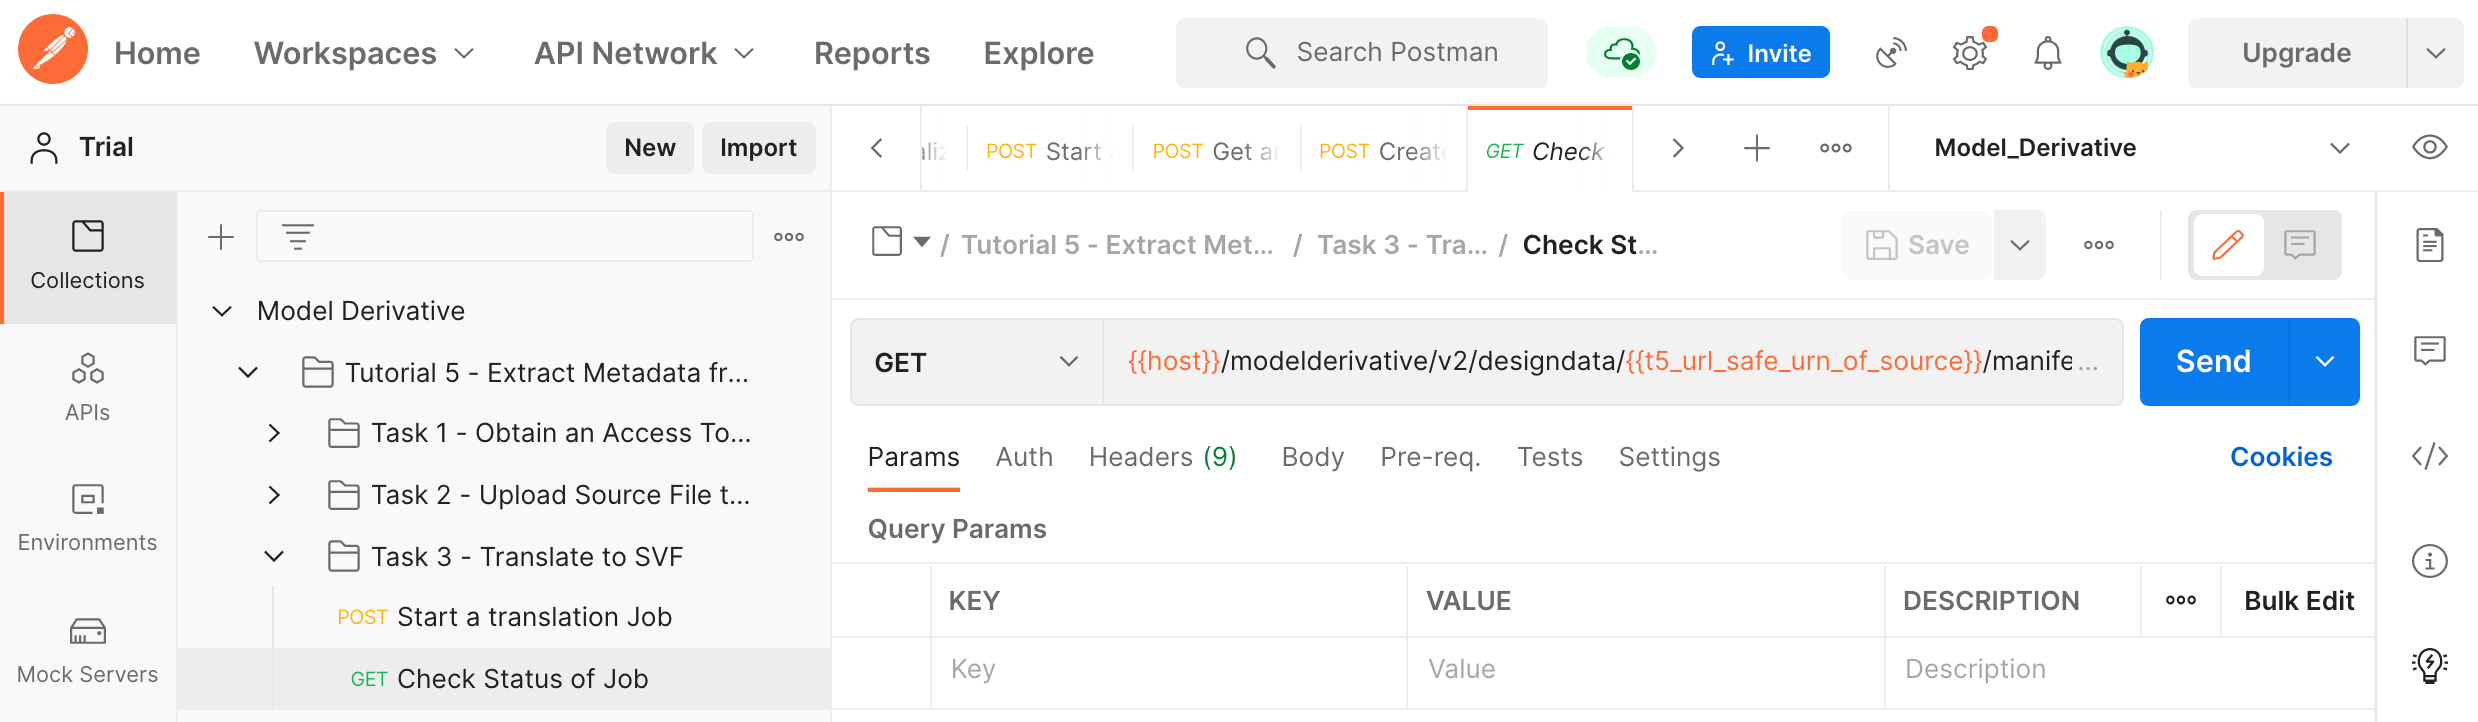 Home Workspaces API Network Reports Explore Search Postman Invite Upgrade
Trial New Import
POST Start POST Get POST Create GET Check Model_Derivative
Collections
APIs
Environments
Mock Servers
Model Derivative
Tutorial 5 - Extract Metadata fr...
Task 1 - Obtain an Access To...
Task 2 - Upload Source File t...
Task 3 - Translate to SVF
POST Start a translation Job
GET Check Status of Job
/ Tutorial 5 - Extract Met... / Task 3 - Tra... / Check St... Save
GET {{host}}/modelderivative/v2/designdata/{{t5_url_safe_urn_of_source}}/manife... Send
Params Auth Headers (9) Body Pre-req. Tests Settings Cookies
Query Params
KEY VALUE DESCRIPTION ooo Bulk Edit
Key Value Description